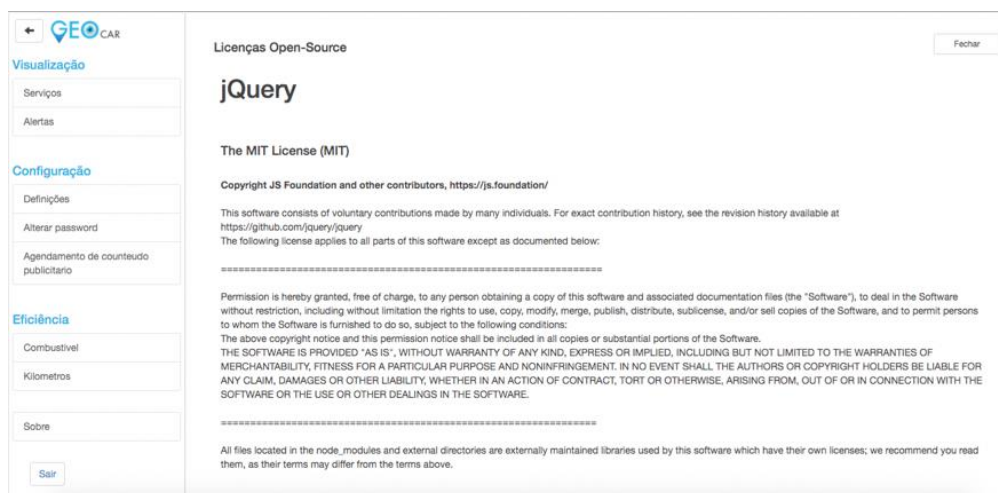 GEO CAR
Visualização
Serviços
Alertas
Configuração
Definições
Alterar password
Agendamento de counteudo
publicitario
Eficiência
Combustivel
Kilometros
Sobre
Sair
Licenças Open-Source
Fechar
jQuery
The MIT License (MIT)
Copyright JS Foundation and other contributors, https://js.foundation/
This software consists of voluntary contributions made by many individuals. For exact contribution history, see the revision history available at
https://github.com/jquery/jquery
The following license applies to all parts of this software except as documented below:
=================================================================
Permission is hereby granted, free of charge, to any person obtaining a copy of this software and associated documentation files (the "Software"), to deal in the Software
without restriction, including without limitation the rights to use, copy, modify, merge, publish, distribute, sublicense, and/or sell copies of the Software, and to permit persons
to whom the Software is furnished to do so, subject to the following conditions:
The above copyright notice and this permission notice shall be included in all copies or substantial portions of the Software.
THE SOFTWARE IS PROVIDED "AS IS", WITHOUT WARRANTY OF ANY KIND, EXPRESS OR IMPLIED, INCLUDING BUT NOT LIMITED TO THE WARRANTIES OF
MERCHANTABILITY, FITNESS FOR A PARTICULAR PURPOSE AND NONINFRINGEMENT. IN NO EVENT SHALL THE AUTHORS OR COPYRIGHT HOLDERS BE LIABLE FOR
ANY CLAIM, DAMAGES OR OTHER LIABILITY, WHETHER IN AN ACTION OF CONTRACT, TORT OR OTHERWISE, ARISING FROM, OUT OF OR IN CONNECTION WITH THE
SOFTWARE OR THE USE OR OTHER DEALINGS IN THE SOFTWARE.
================================================================
All files located in the node_modules and external directories are externally maintained libraries used by this software which have their own licenses; we recommend you read
them, as their terms may differ from the terms above.